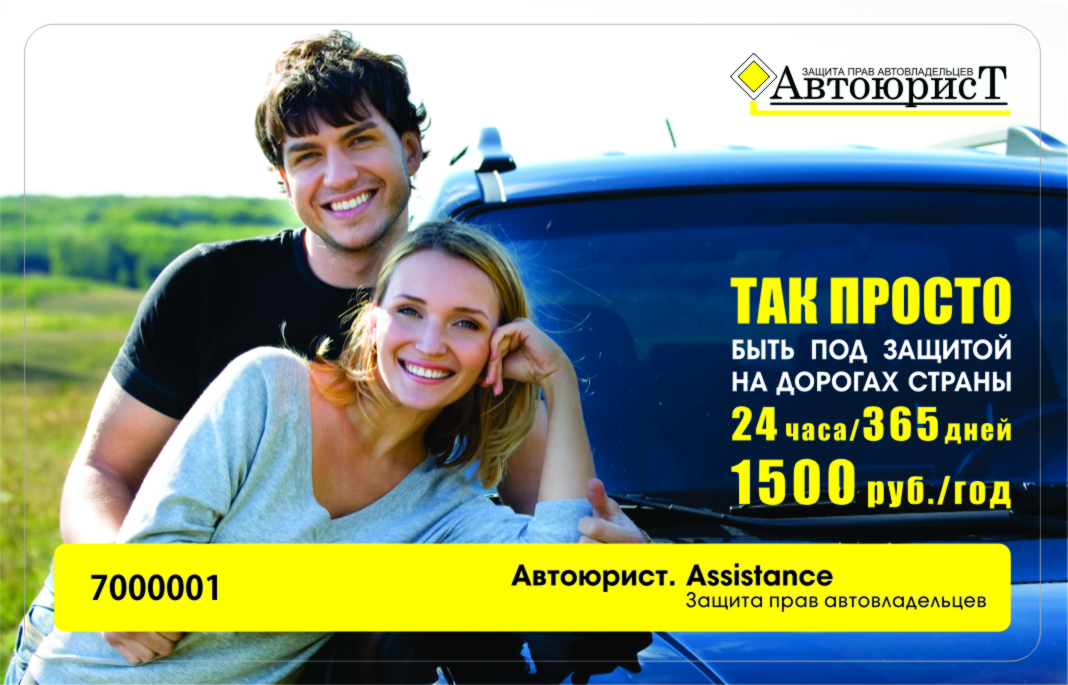 ЗАЩИТА ПРАВ АВТОВЛАДЕЛЬЦЕВ
АвтоюрисТ
ТАК ПРОСТО
БЫТЬ ПОД ЗАЩИТОЙ
НА ДОРОГАХ СТРАНЫ
24 часа/365 дней
1500 руб./год
7000001
Автоюрист. Assistance
Защита прав автовладельцев